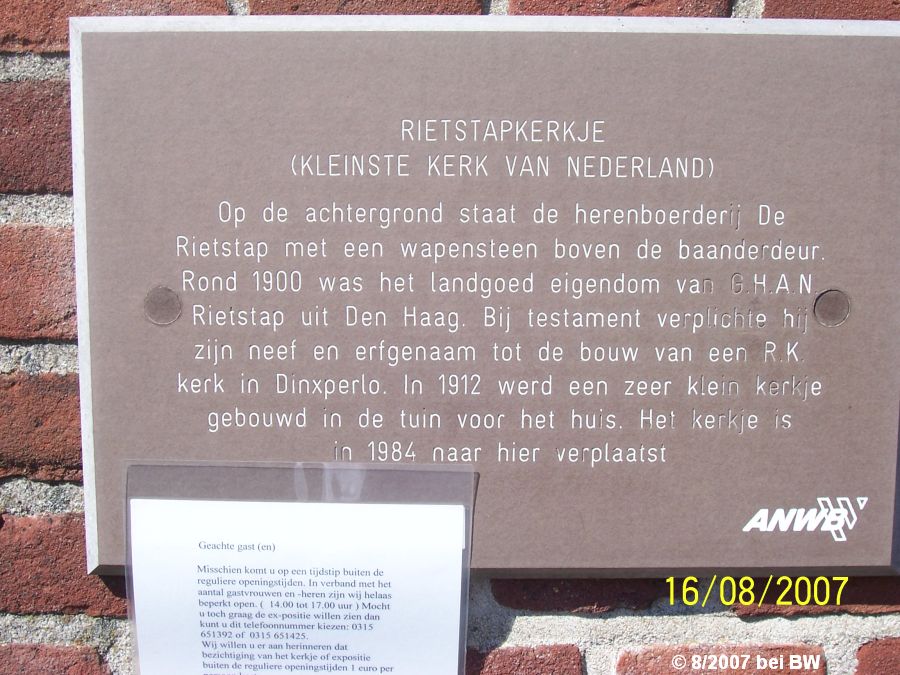 RIETSTAPKERKJE
(KLEINSTE KERK VAN NEDERLAND)
Op de achtergrond staat de herenboerderij De
Rietstap met een wapensteen boven de baanderdeur.
Rond 1900 was het landgoed eigendom van G.H.A.N.
Rietstap uit Den Haag. Bij testament verplichte hij
zijn neef en erfgenaam tot de bouw van een R.K.
kerk in Dinxperlo. In 1912 werd een zeer klein kerkje
gebouwd in de tuin voor het huis. Het kerkje is
in 1984 naar hier verplaatst
ANWB
Geachte gast (en)
Misschien komt u op een tijdstip buiten de
reguliere openingstijden. In verband met het
aantal gastvrouwen en -heren zijn wij helaas
beperkt open. ( 14.00 tot 17.00 uur ) Mocht
u toch graag de ex-positie willen zien dan
kunt u dit telefoonnummer kiezen: 0315
651392 of 0315 651425.
Wij willen u er aan herinneren dat
bezichtiging van het kerkje of expositie
buiten de reguliere openingstijden 1 euro per
16/08/2007
© 8/2007 bei BW